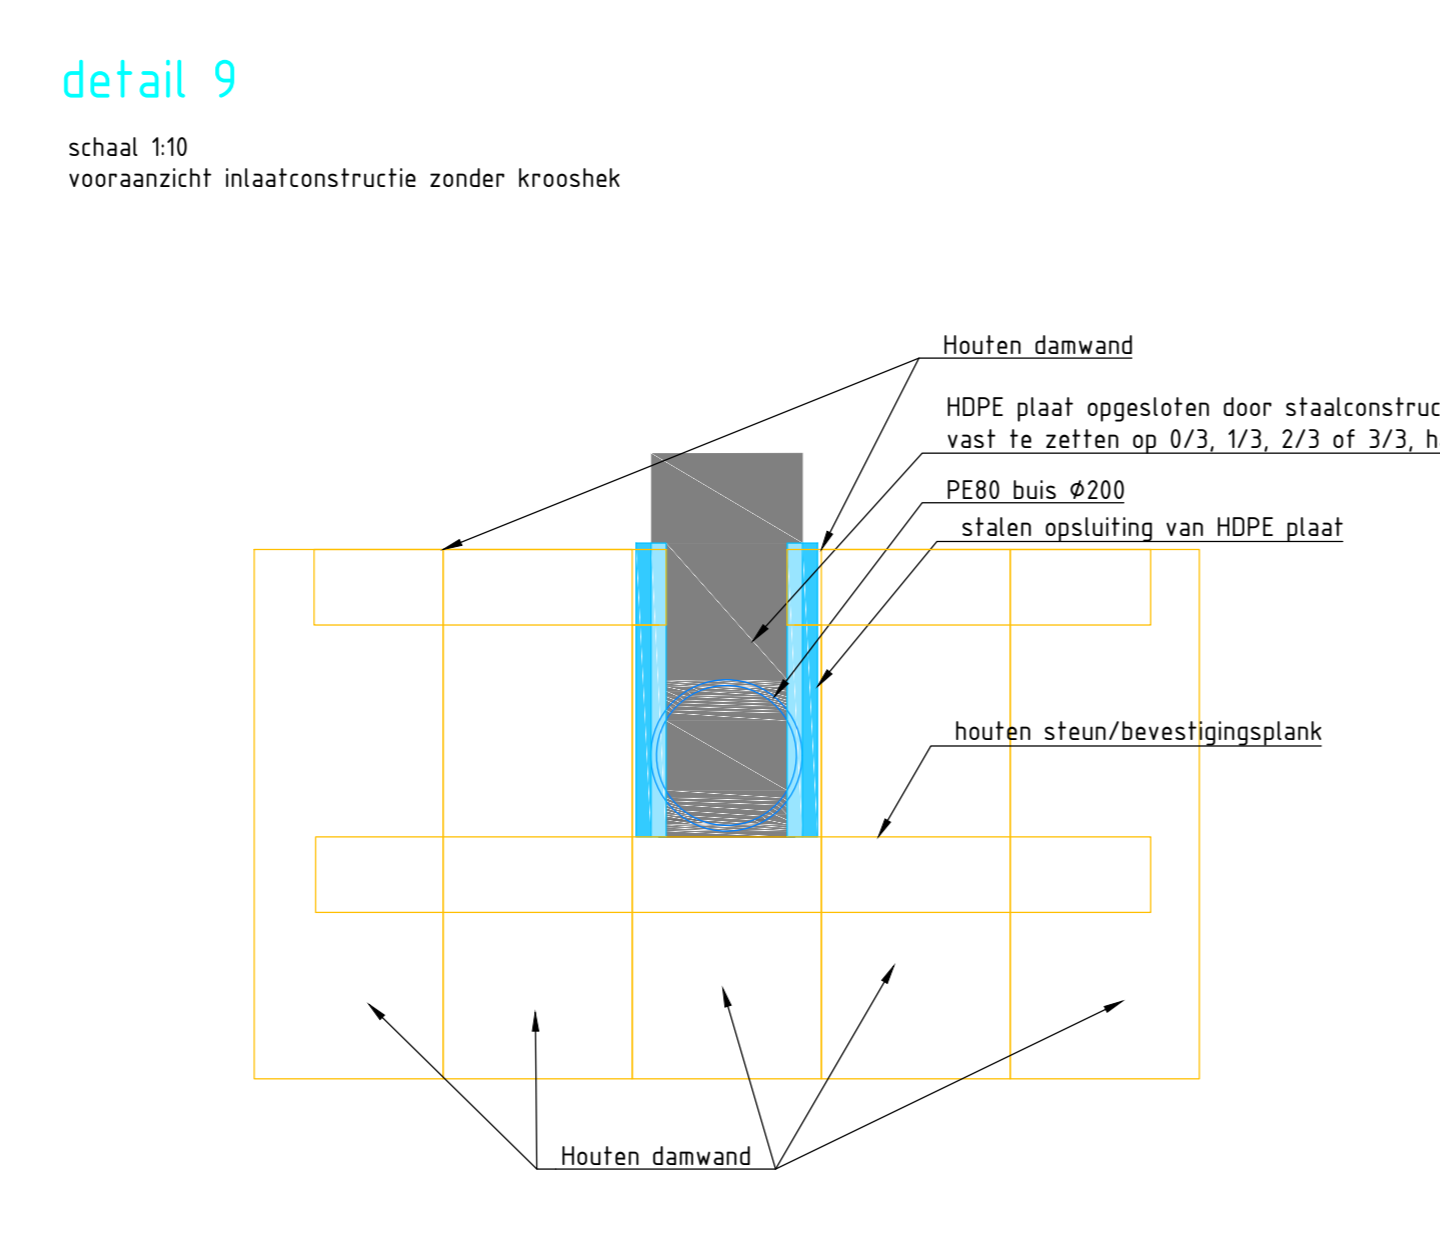 detail 9
schaal 1:10
vooraanzicht inlaatconstructie zonder krooshek
Houten damwand
HDPE plaat opgesloten door
vast te zetten op 0/3, 1/3, 2/3 of 3/3,
PE80 buis Ø200
stalen opsluiting van HDPE plaat
houten steun/bevestigingsplank
Houten damwand